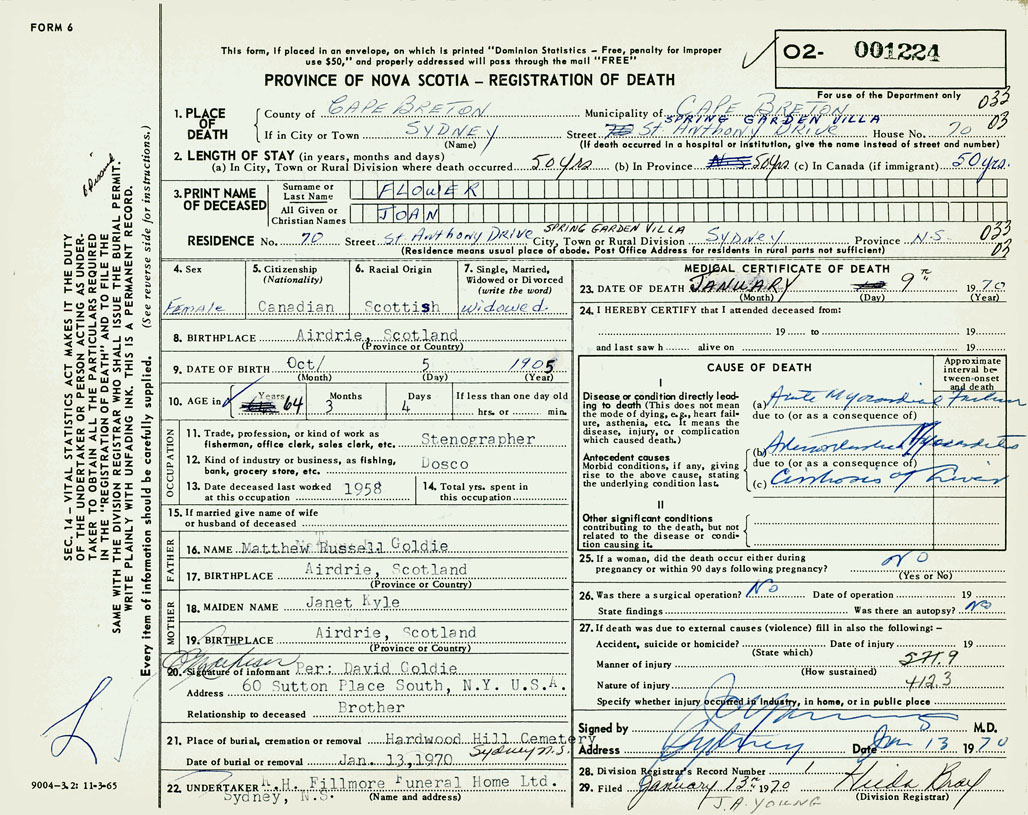 FORM 6
This form, if placed in an envelope, on which is printed "Dominion Statistics – Free, penalty for improper
use $50," and properly addressed will pass through the mail "FREE"
O2- 001224
PROVINCE OF NOVA SCOTIA – REGISTRATION OF DEATH
For use of the Department only
033
03
1. PLACE OF DEATH
County of CAPE BRETON Municipality of CAPE BRETON
SPRING GARDEN VILLA
If in City or Town SYDNEY Street St Anthony Drive House No. 70
(Name) (If death occurred in a hospital or institution, give the name instead of street and number)
2. LENGTH OF STAY (in years, months and days)
(a) In City, Town or Rural Division where death occurred 50 yrs (b) In Province 50 yrs (c) in Canada (if immigrant) 50 yrs.
3. PRINT NAME OF DECEASED
Surname or Last Name FLOWER
All Given or Christian Names JOAN
SPRING GARDEN VILLA
RESIDENCE No. 70 Street St Anthony Drive City, Town or Rural Division SYDNEY Province N.S.
033
03
(Residence means usual place of abode. Post Office Address for residents in rural parts not sufficient)
4. Sex
Female
5. Citizenship
(Nationality)
Canadian
6. Racial Origin
Scottish
7. Single, Married,
Widowed or Divorced
(write the word)
widowed
8. BIRTHPLACE Airdrie, Scotland
(Province or Country)
9. DATE OF BIRTH Oct/ 5 1905
(Month) (Day) (Year)
10. AGE in Years 64 Months 3 Days 4 If less than one day old
hrs. or min.
OCCUPATION
11. Trade, profession, or kind of work as
fisherman, office clerk, sales clerk, etc. Stenographer
12. Kind of industry or business, as fishing,
bank, grocery store, etc. Dosco
13. Date deceased last worked
at this occupation 1958
14. Total yrs. spent in
this occupation
15. If married give name of wife
or husband of deceased
FATHER
16. NAME Matthew Russell Goldie
17. BIRTHPLACE Airdrie, Scotland
(Province or Country)
MOTHER
18. MAIDEN NAME Janet Kyle
19. BIRTHPLACE Airdrie, Scotland
(Province or Country)
20. Signature of informant Per: David Goldie
Address 60 Sutton Place South, N.Y. U.S.A.
Relationship to deceased Brother
21. Place of burial, cremation or removal Hardwood Hill Cemetery
Sydney N.S.
Date of burial or removal Jan. 13, 1970
22. UNDERTAKER .H. Fillmore Funeral Home Ltd.
Sydney, N.S. (Name and address)
MEDICAL CERTIFICATE OF DEATH
23. DATE OF DEATH JANUARY 9th 1970
(Month) (Day) (Year)
24. I HEREBY CERTIFY that I attended deceased from:
19 to 19
and last saw h alive on 19
CAUSE OF DEATH
Approximate
interval be-
tween-onset
and death
I
Disease or condition directly lead-
ing to death (This does not
mean the mode of dying, e.g., heart fail-
ure, asthenia, etc. It means the
disease, injury, or complication
which caused death.)
(a) Acute Myocardial Failure
due to (or as a consequence of)
Antecedent causes
Morbid conditions, if any, giving
rise to the above cause, stating
the underlying condition last.
(b)
due to (or as a consequence of)
(c) Cirrhosis of Liver
II
Other significant conditions
contributing to the death, but not
related to the disease or condi-
tion causing it.
25. If a woman, did the death occur either during
pregnancy or within 90 days following pregnancy? NO
(Yes or No)
26. Was there a surgical operation? No Date of operation 19
State findings Was there an autopsy? No
27. If death was due to external causes (violence) fill in also the following: –
Accident, suicide or homicide? Date of injury 19
(State which)
571.9
Manner of injury
(How sustained)
Nature of injury 412.3
Specify whether injury occurred in industry, in home, or in public place
Signed by J A Young M.D.
Address Sydney Date Jan 13 1970
28. Division Registrar's Record Number 1
29. Filed January 13th 1970
(Division Registrar)
J.A. YOUNG
9004-3.2: 11-3-65
SEC. 14 – VITAL STATISTICS ACT MAKES IT THE DUTY
OF THE UNDERTAKER OR PERSON ACTING AS UNDER-
TAKER TO OBTAIN ALL THE PARTICULARS REQUIRED
IN THE "REGISTRATION OF DEATH" AND TO FILE THE
SAME WITH THE DIVISION REGISTRAR WHO SHALL ISSUE THE BURIAL PERMIT.
WRITE PLAINLY WITH UNFADING INK. THIS IS A PERMANENT RECORD.
Every item of information should be carefully supplied. (See reverse side for instructions.)